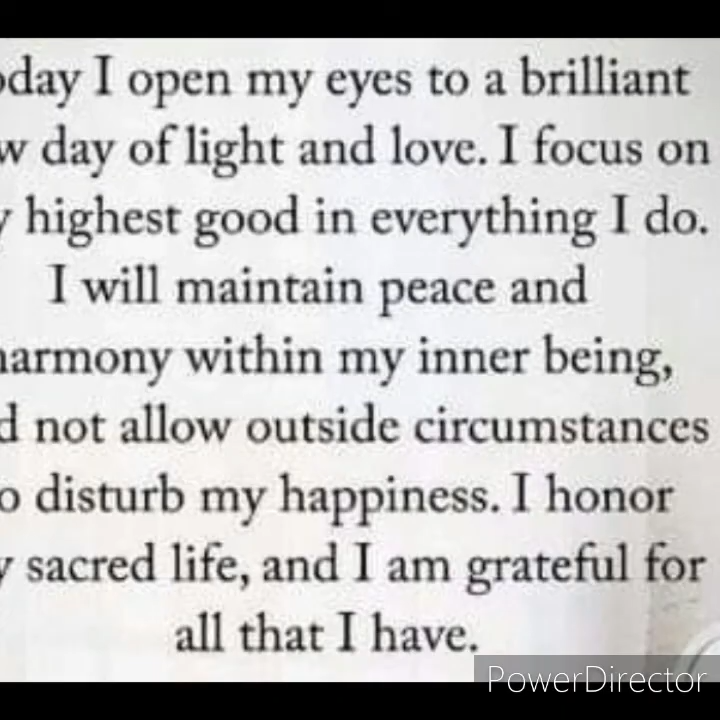 oday I open my eyes to a brilliant
w day of light and love. I focus on
y highest good in everything I do.
I will maintain peace and
harmony within my inner being,
d not allow outside circumstances
o disturb my happiness. I honor
y sacred life, and I am grateful for
all that I have.
PowerDirector